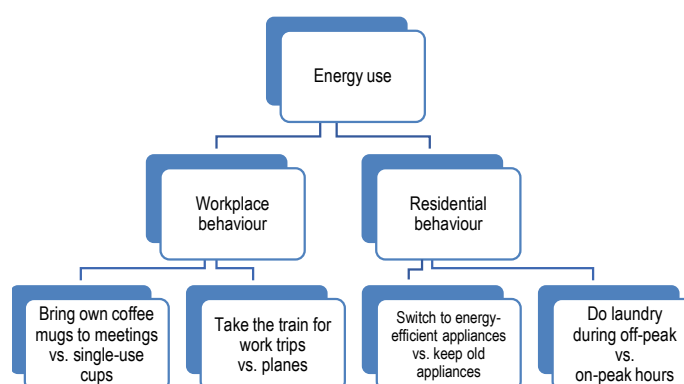 Energy use
Workplace
behaviour
Residential
behaviour
Bring own coffee
mugs to meetings
vs. single-use
cups
Take the train for
work trips
vs. planes
Switch to energy-
efficient appliances
vs. keep old
appliances
Do laundry
during off-peak
vs.
on-peak hours